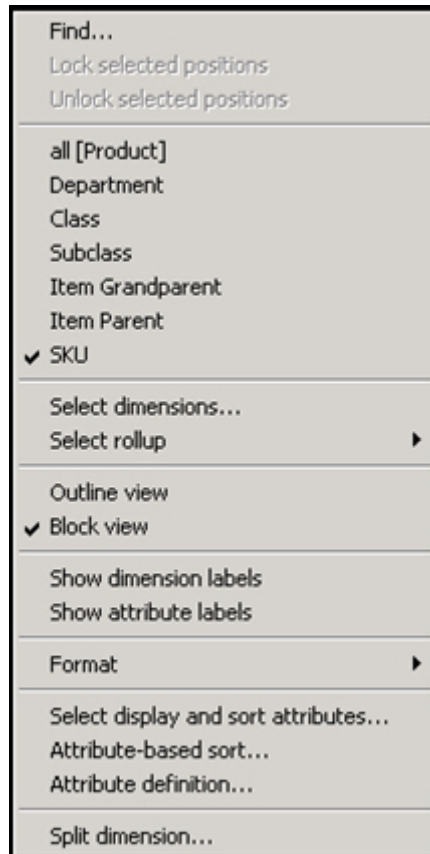 Find...
Lock selected positions
Unlock selected positions
all [Product]
Department
Class
Subclass
Item Grandparent
Item Parent
SKU
Select dimensions...
Select rollup
Outline view
Block view
Show dimension labels
Show attribute labels
Format
Select display and sort attributes...
Attribute-based sort...
Attribute definition...
Split dimension...